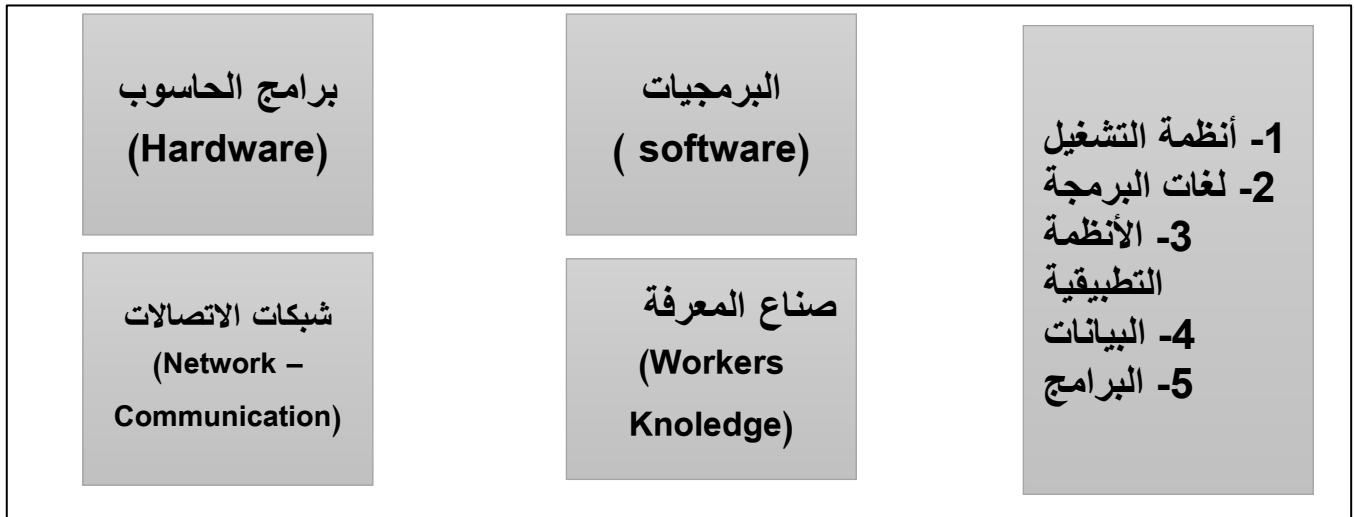 برامج الحاسوب
(Hardware)
البرمجيات
( software)
1- أنظمة التشغيل
2- لغات البرمجة
3- الأنظمة
التطبيقية
4- البيانات
5- البرامج
شبكات الاتصالات
(Network –
Communication)
صناع المعرفة
(Workers
Knoledge)